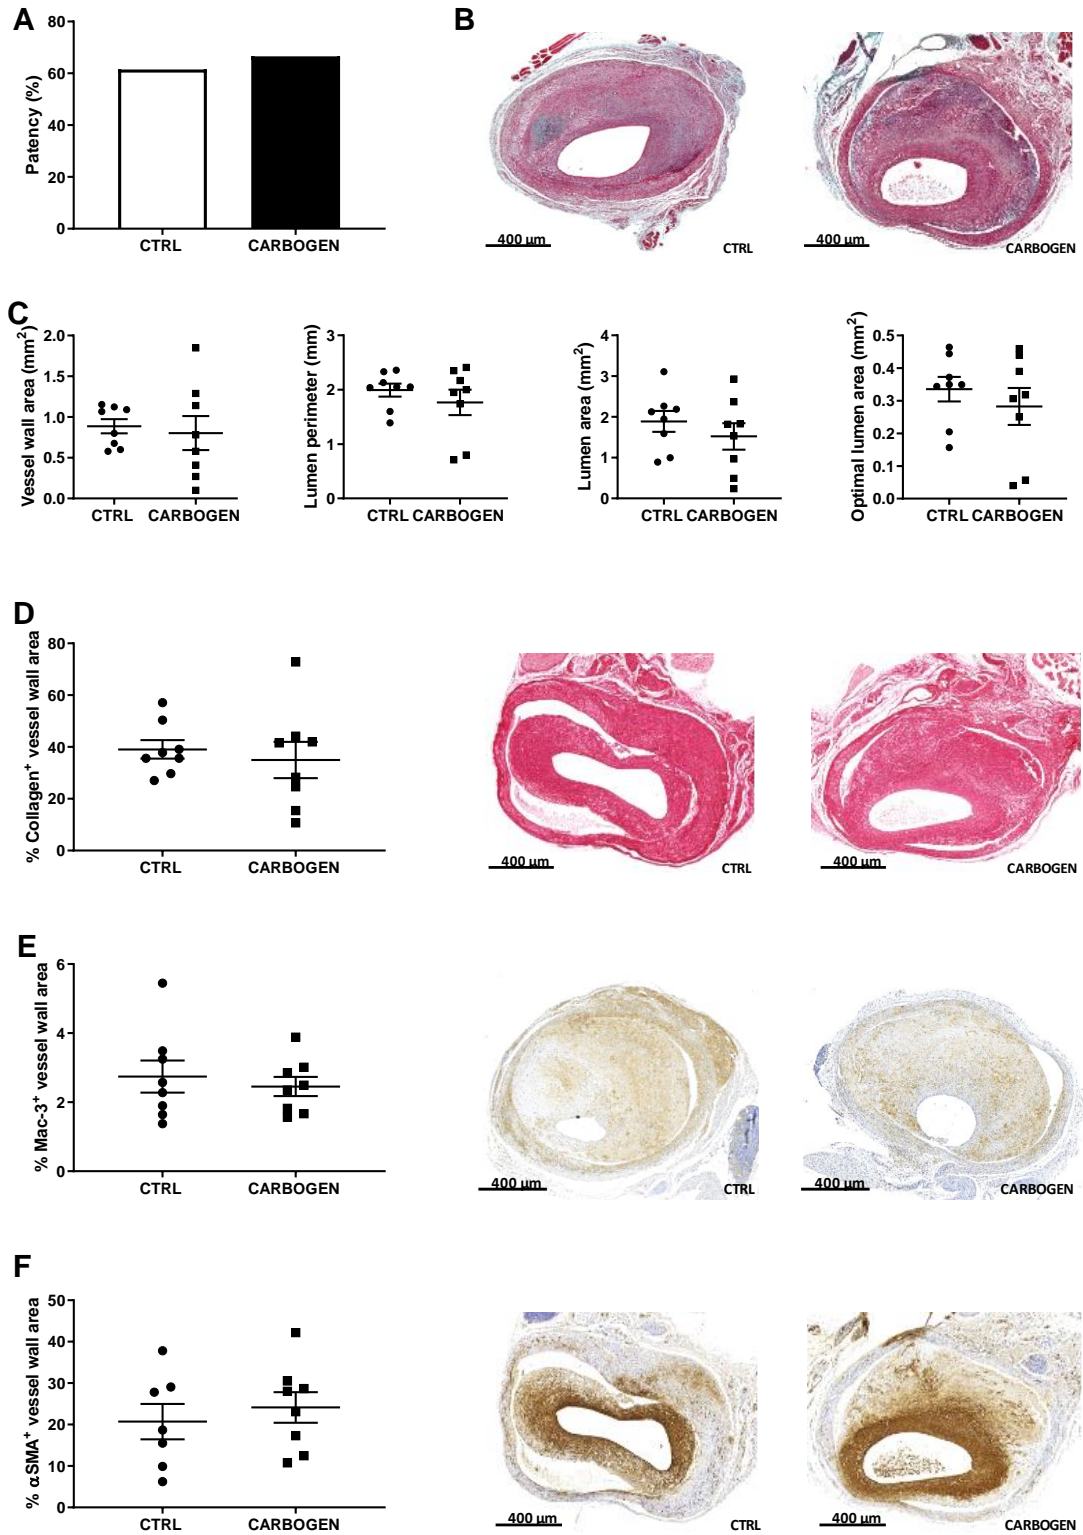 A
Patency (%)
80
60
40
20
0
CTRL
CARBOGEN
B
400 µm
CTRL
400 µm
CARBOGEN
C
Vessel wall area (mm²)
2.0
1.5
1.0
0.5
0.0
CTRL CARBOGEN
Lumen perimeter (mm)
3
2
1
0
CTRL CARBOGEN
Lumen area (mm²)
4
3
2
1
0
CTRL CARBOGEN
Optimal lumen area (mm²)
0.5
0.4
0.3
0.2
0.1
0.0
CTRL CARBOGEN
D
% Collagen⁺ vessel wall area
80
60
40
20
0
CTRL
CARBOGEN
400 µm
CTRL
400 µm
CARBOGEN
E
% Mac-3⁺ vessel wall area
6
4
2
0
CTRL
CARBOGEN
400 µm
CTRL
400 µm
CARBOGEN
F
% αSMA⁺ vessel wall area
50
40
30
20
10
0
CTRL
CARBOGEN
400 µm
CTRL
400 µm
CARBOGEN